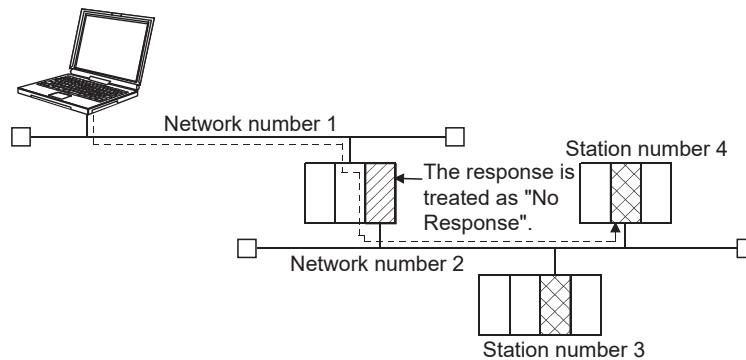 Network number 1
Station number 4
The response is
treated as "No
Response".
Network number 2
Station number 3